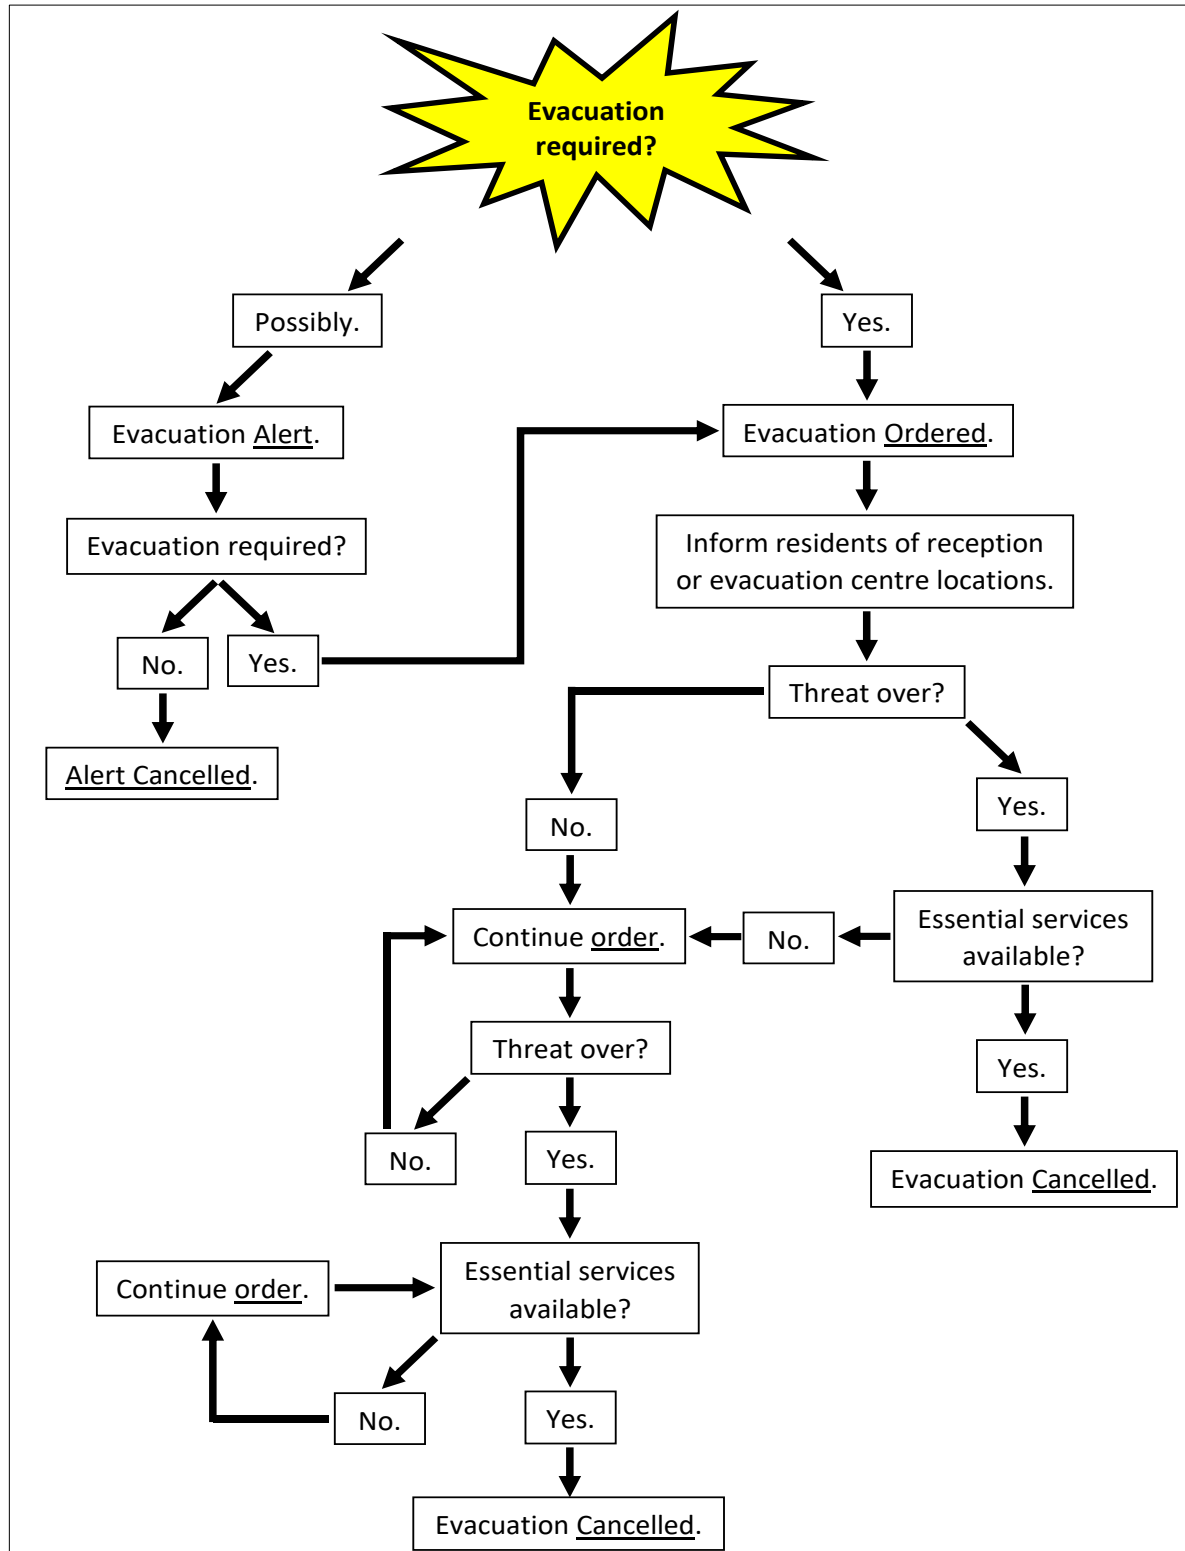 Evacuation
required?
Possibly.
Yes.
Evacuation Alert.
Evacuation Ordered.
Evacuation required?
Inform residents of reception
or evacuation centre locations.
No.
Yes.
Threat over?
Alert Cancelled.
Yes.
No.
Essential services
available?
No.
Continue order.
Threat over?
Yes.
No.
Yes.
Evacuation Cancelled.
Essential services
available?
Continue order.
No.
Yes.
Evacuation Cancelled.